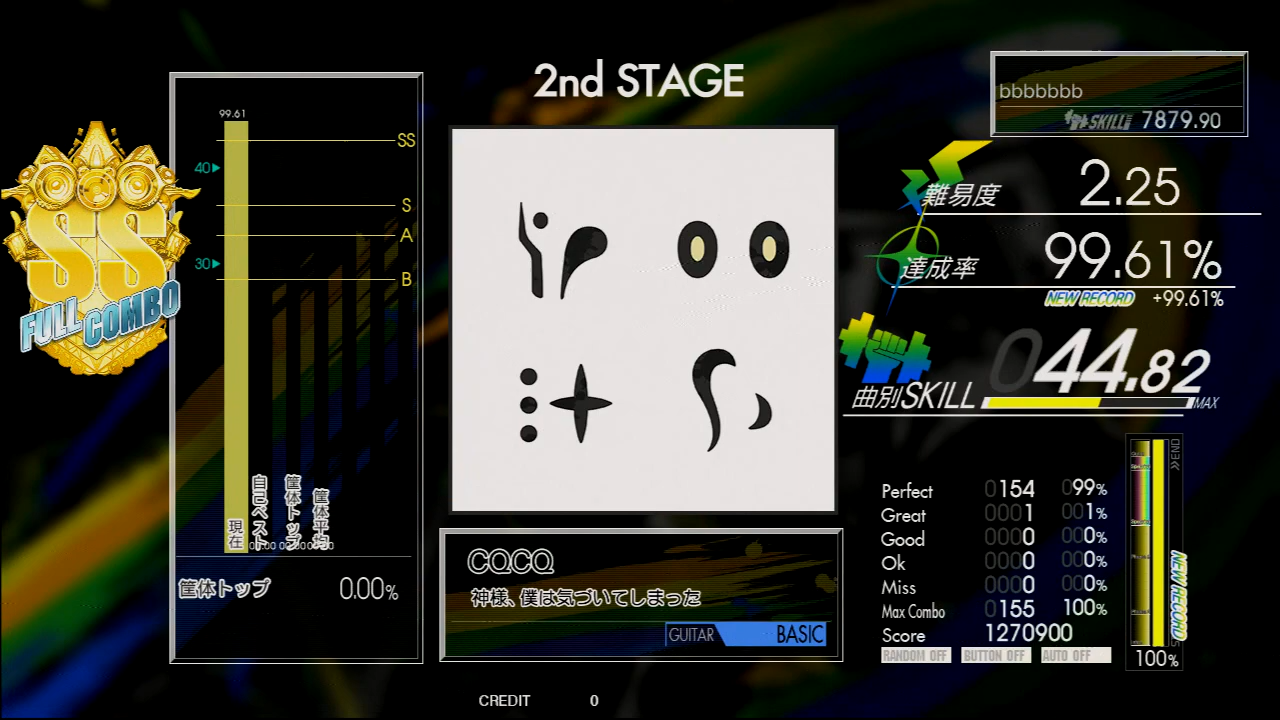 2nd STAGE
bbbbbbb
SKILL 7879.90
99.61
SS
40
S
A
30
B
SS
FULL COMBO
難易度 2.25
達成率 99.61%
NEW RECORD +99.61%
曲別SKILL 044.82
MAX
現在
自己ベスト
筐体トップ
筐体平均
筐体トップ 0.00%
COCO
神様、僕は気づいてしまった
GUITAR BASIC
Perfect 0154 099%
Great 0001 001%
Good 0000 000%
Ok 0000 000%
Miss 0000 000%
Max Combo 0155 100%
Score 1270900
RANDOM OFF BUTTON OFF AUTO OFF
END
NEW RECORD
100%
CREDIT 0